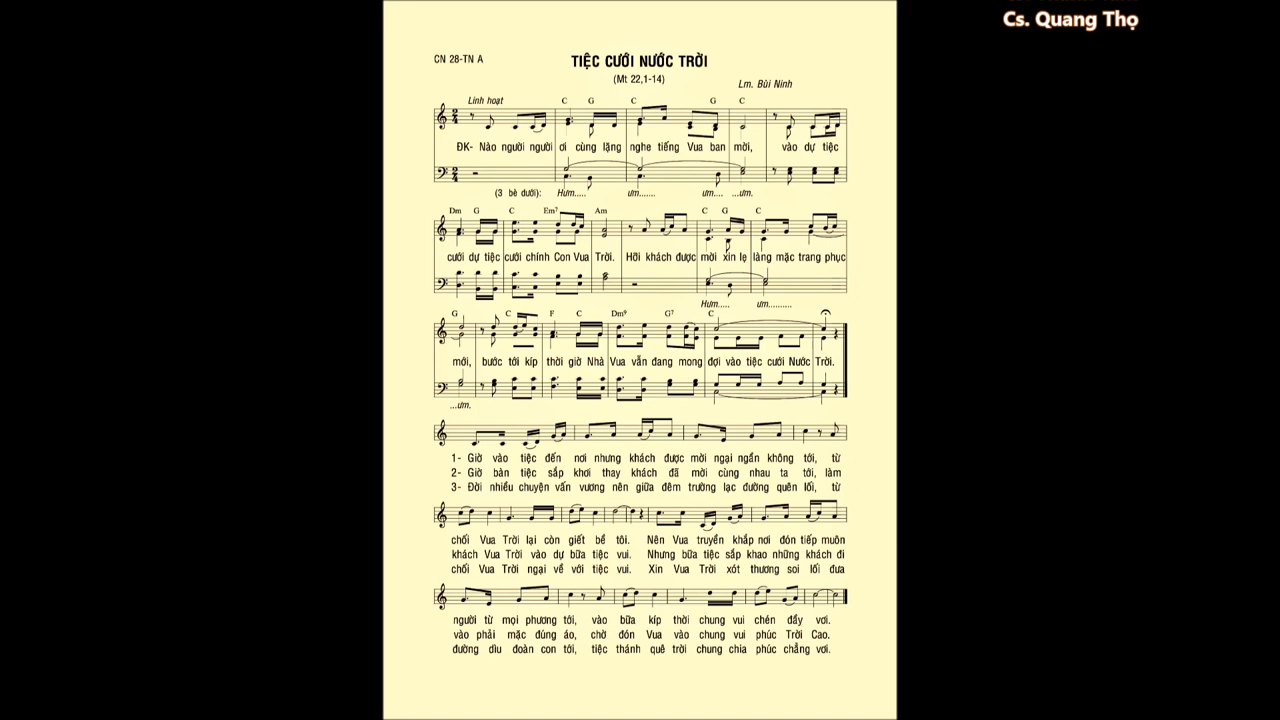 Cs. Quang Thọ
CN 28-TN A
TIỆC CƯỚI NƯỚC TRỜI
(Mt 22,1-14)
Lm. Bùi Ninh
Linh hoạt
C G C G C
ĐK- Nào người người ơi cùng lặng nghe tiếng Vua ban mời, vào dự tiệc
(3 bè dưới): Hưm..... ưm....... ưm.... ...ưm.
Dm G C Em7 Am C G C
cưới dự tiệc cưới chính Con Vua Trời. Hỡi khách được mời xin lẹ làng mặc trang phục
Hưm..... ưm..........
G C F C Dm9 G7 C
mới, bước tới kíp thời giờ Nhà Vua vẫn đang mong đợi vào tiệc cưới Nước Trời.
...ưm.
1- Giờ vào tiệc đến nơi nhưng khách được mời ngại ngần không tới, từ
2- Giờ bàn tiệc sắp khơi thay khách đã mời cùng nhau ta tới, làm
3- Đời nhiều chuyện vấn vương nên giữa đêm trường lạc đường quên lối, từ
chối Vua Trời lại còn giết bề tôi. Nên Vua truyền khắp nơi đón tiếp muôn
khách Vua Trời vào dự bữa tiệc vui. Nhưng bữa tiệc sắp khao những khách đi
chối Vua Trời ngại về với tiệc vui. Xin Vua Trời xót thương soi lối đưa
người từ mọi phương tới, vào bữa kíp thời chung vui chén đầy vơi.
vào phải mặc đúng áo, chờ đón Vua vào chung vui phúc Trời Cao.
đường dìu đoàn con tới, tiệc thánh quê trời chung chia phúc chẳng vơi.